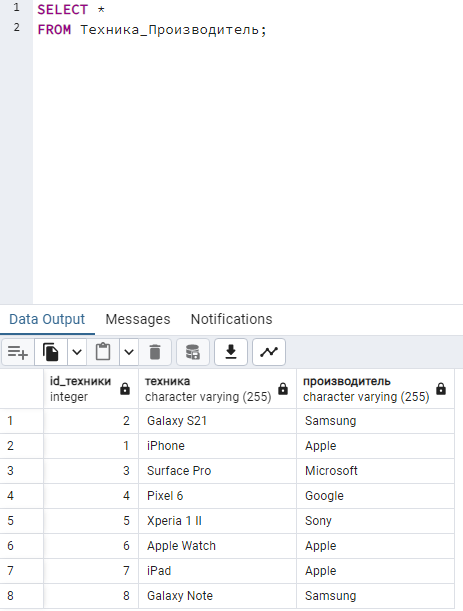 1 SELECT *
2 FROM Техника_Производитель;
Data Output Messages Notifications
id_техники техника производитель
integer character varying (255) character varying (255)
1 2 Galaxy S21 Samsung
2 1 iPhone Apple
3 3 Surface Pro Microsoft
4 4 Pixel 6 Google
5 5 Xperia 1 II Sony
6 6 Apple Watch Apple
7 7 iPad Apple
8 8 Galaxy Note Samsung